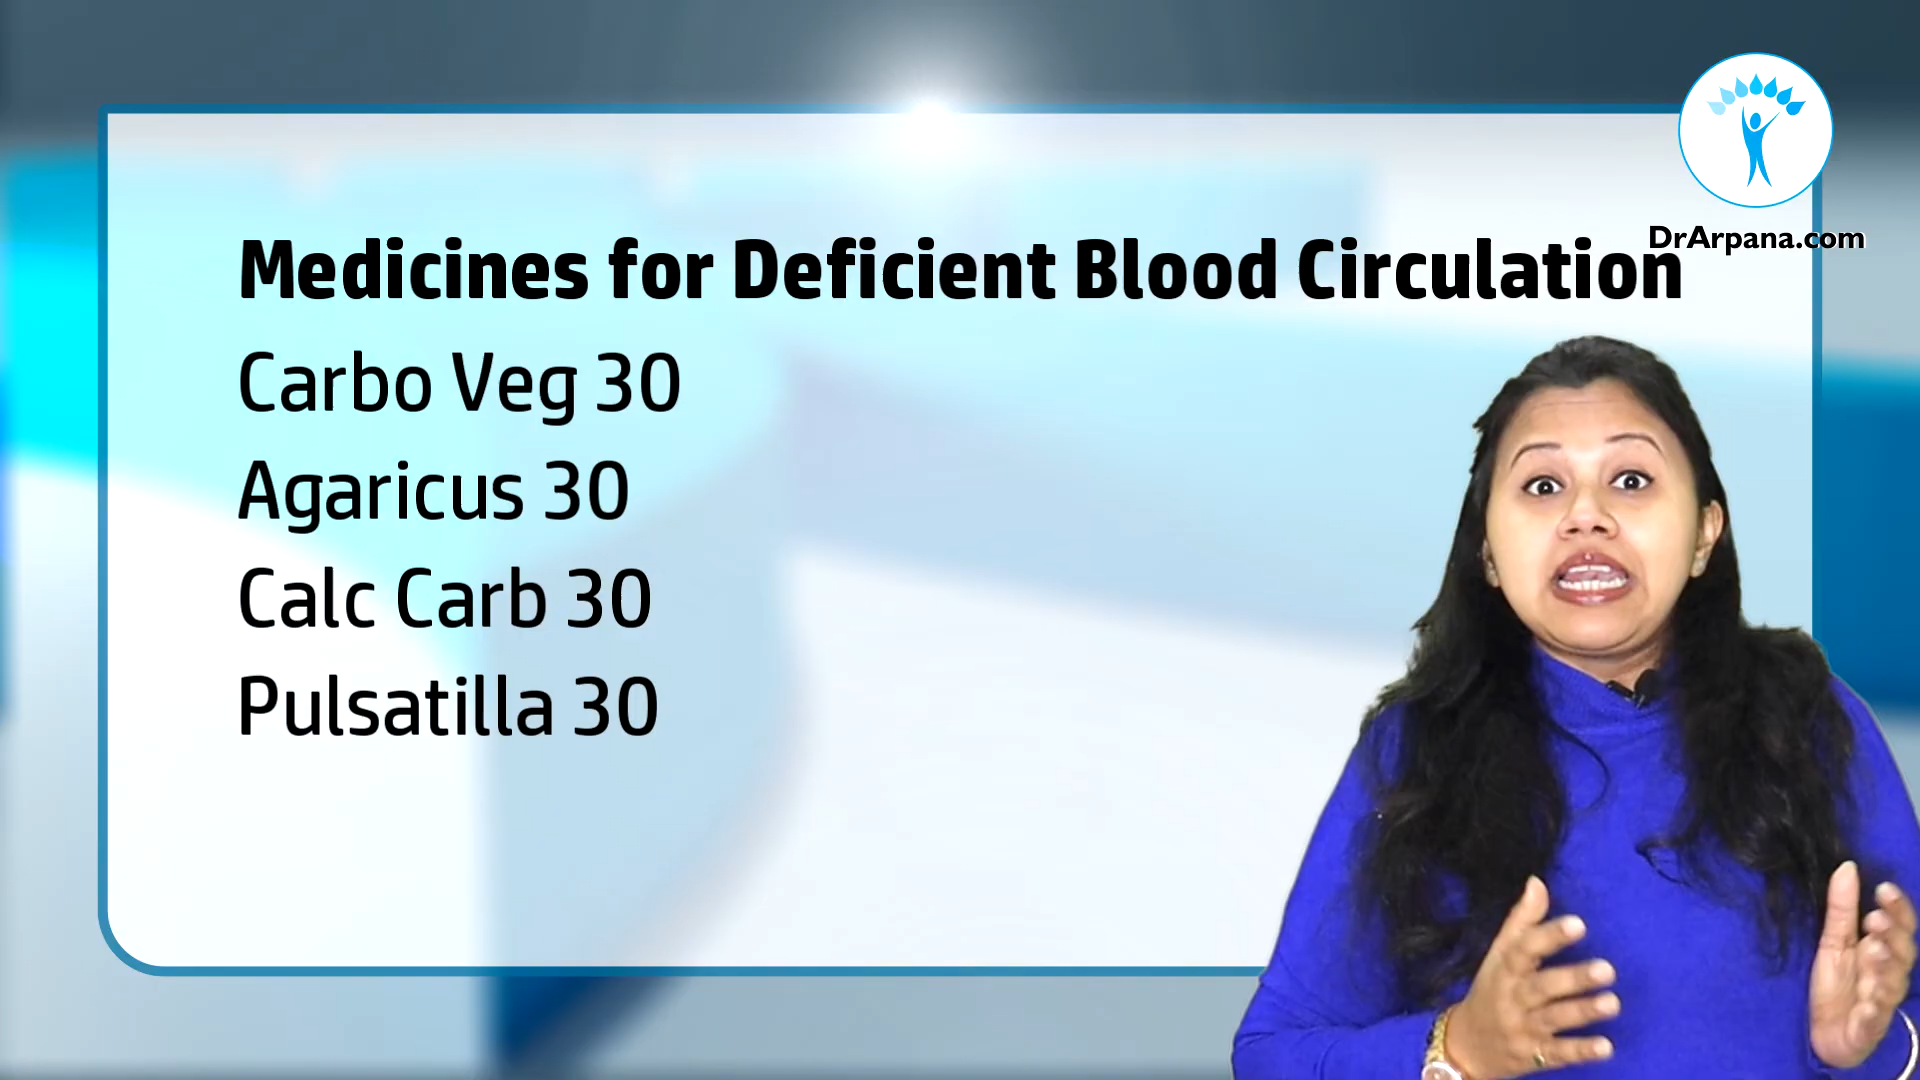 DrArpana.com
Medicines for Deficient Blood Circulation
Carbo Veg 30
Agaricus 30
Calc Carb 30
Pulsatilla 30